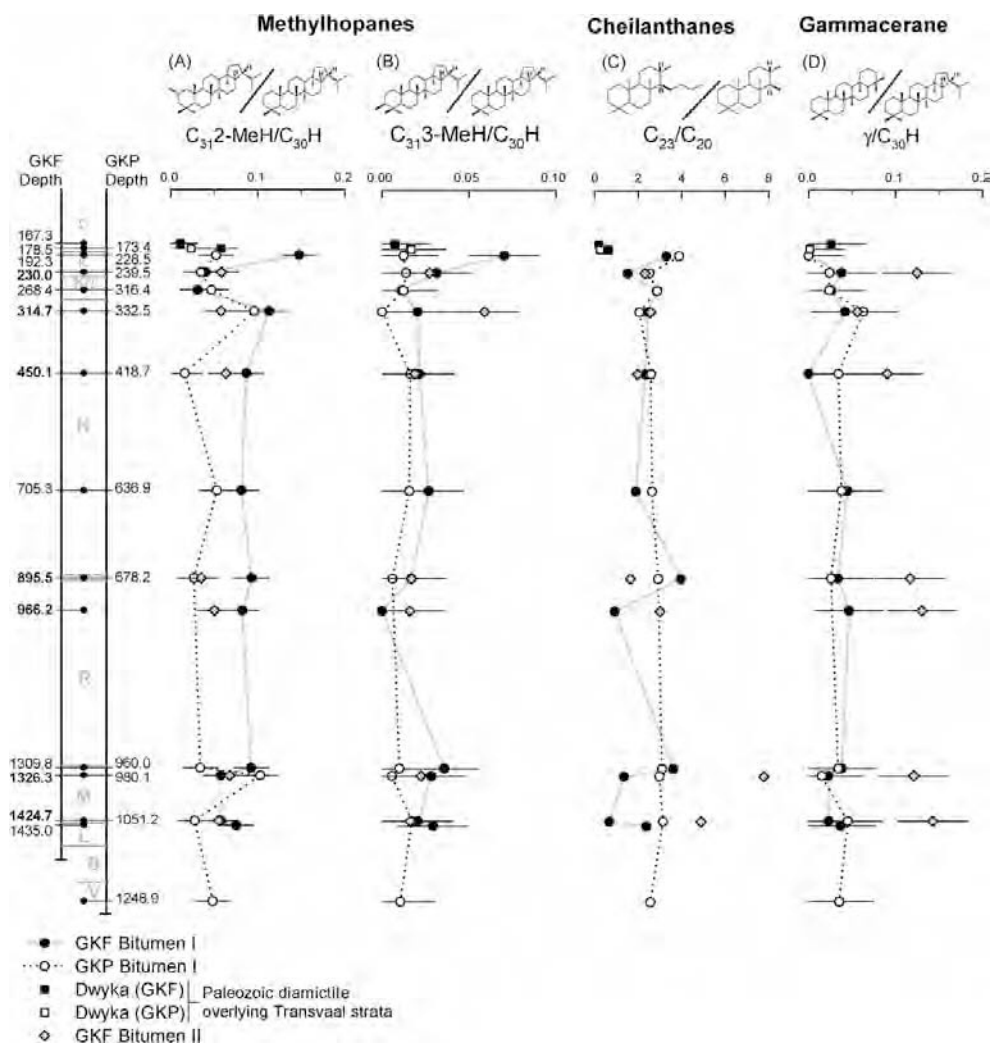 Methylhopanes Cheilanthanes Gammacerane
(A) (B) (C) (D)
C₃₁2-MeH/C₃₀H C₃₁3-MeH/C₃₀H C₂₃/C₂₀ γ/C₃₀H
GKF Depth GKP Depth
0.0 0.1 0.2 0.00 0.05 0.10 0 2 4 6 8 0.0 0.1 0.2
167.3
178.5 173.4
192.3 228.5
230.0 239.5
268.4 316.4
314.7 332.5
450.1 418.7
N
705.3 636.9
895.5 678.2
966.2
R
1309.8 960.0
1326.3 980.1
M
1424.7 1051.2
1435.0 L
B
V 1248.9
GKF Bitumen I
GKP Bitumen I
Dwyka (GKF) Paleozoic diamictile
Dwyka (GKP) overlying Transvaal strata
GKF Bitumen II